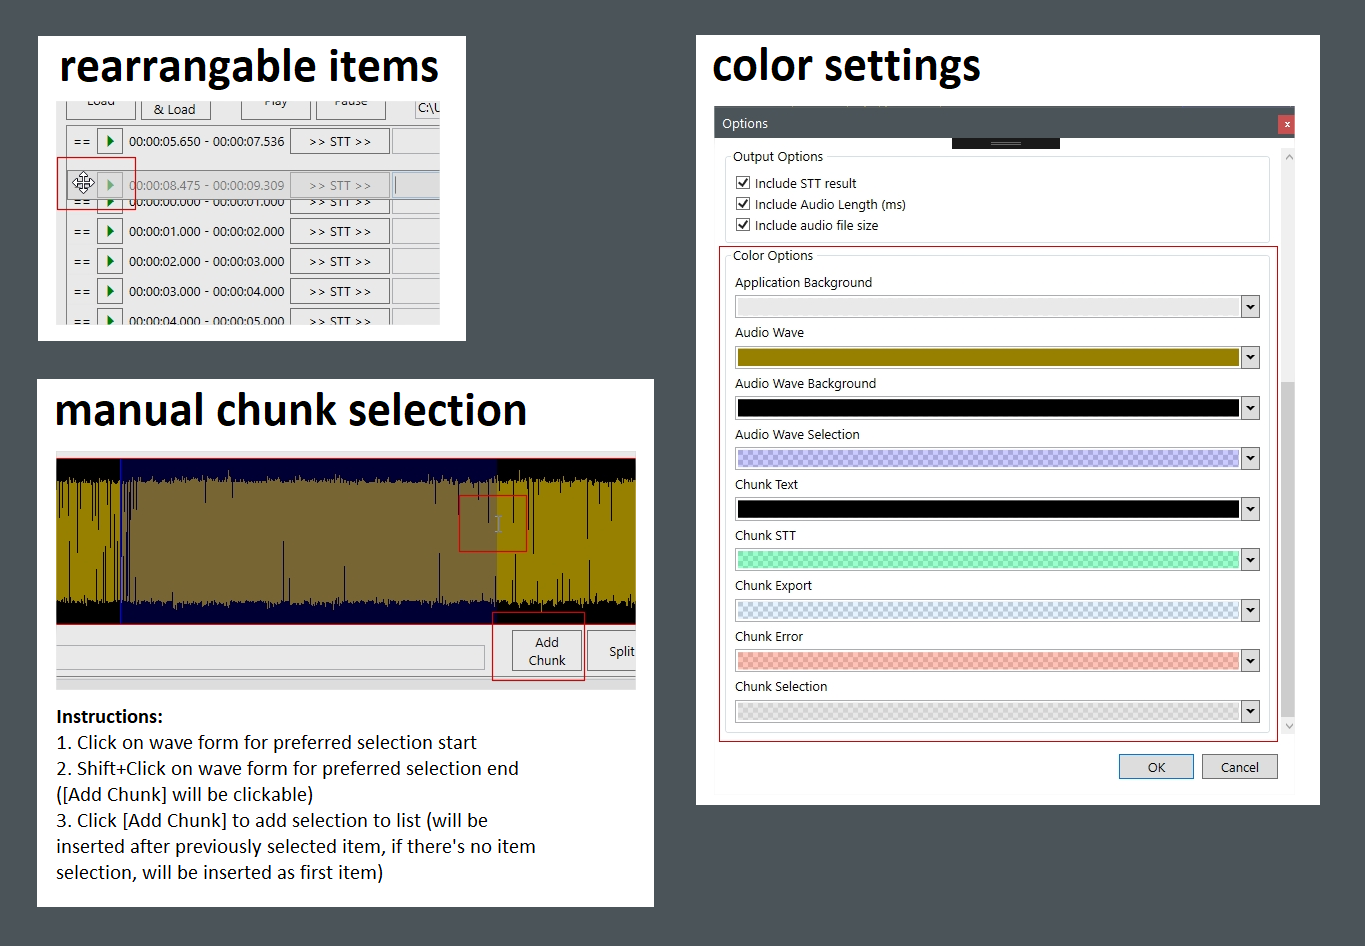 rearrangable items
Load
& Load
Play
Pause
C:\U
== 00:00:05.650 - 00:00:07.536 >> STT >>
00:00:08.475 - 00:00:09.309 >> STT >>
== 00:00:00.000 - 00:00:01.000 >> STT >>
== 00:00:01.000 - 00:00:02.000 >> STT >>
== 00:00:02.000 - 00:00:03.000 >> STT >>
== 00:00:03.000 - 00:00:04.000 >> STT >>
== 00:00:04.000 - 00:00:05.000 >> STT >>
manual chunk selection
Add
Chunk
Split
Instructions:
1. Click on wave form for preferred selection start
2. Shift+Click on wave form for preferred selection end
([Add Chunk] will be clickable)
3. Click [Add Chunk] to add selection to list (will be
inserted after previously selected item, if there's no item
selection, will be inserted as first item)
color settings
Options
x
Output Options
Include STT result
Include Audio Length (ms)
Include audio file size
Color Options
Application Background
Audio Wave
Audio Wave Background
Audio Wave Selection
Chunk Text
Chunk STT
Chunk Export
Chunk Error
Chunk Selection
OK
Cancel